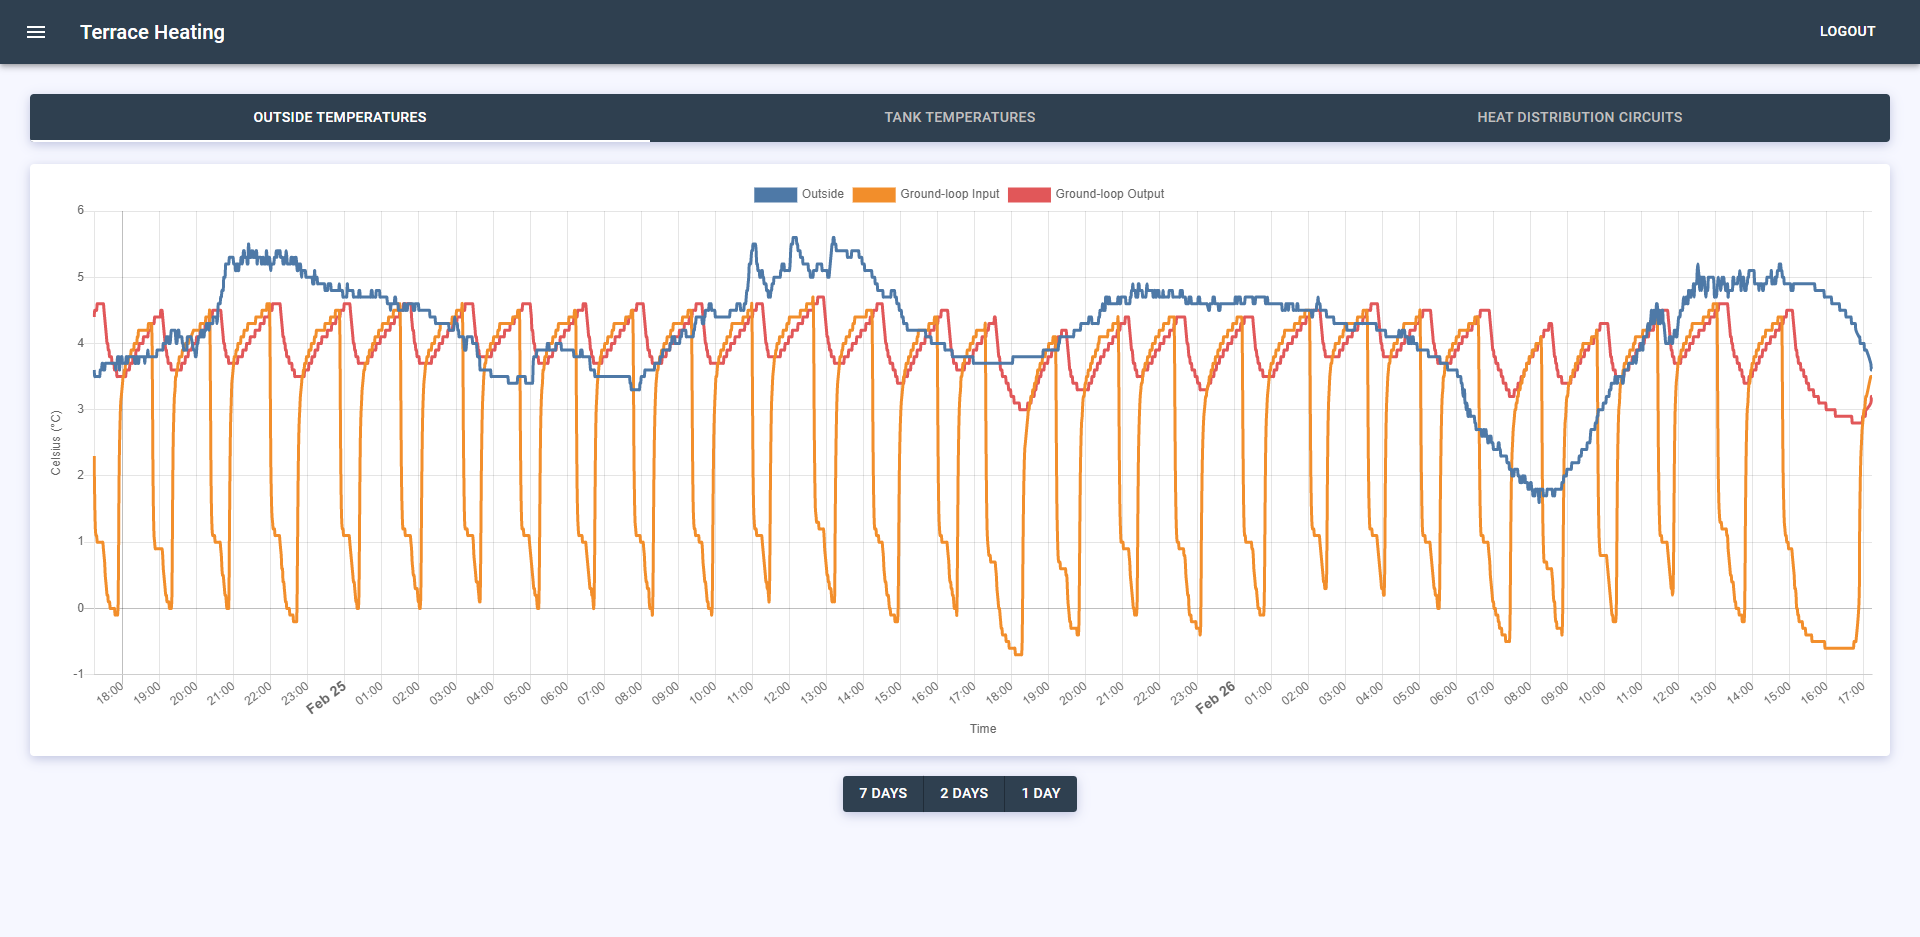 Terrace Heating
LOGOUT
OUTSIDE TEMPERATURES
TANK TEMPERATURES
HEAT DISTRIBUTION CIRCUITS
Outside
Ground-loop Input
Ground-loop Output
6
5
4
3
2
1
0
-1
Celsius (°C)
18:00 19:00 20:00 21:00 22:00 23:00 Feb 25 01:00 02:00 03:00 04:00 05:00 06:00 07:00 08:00 09:00 10:00 11:00 12:00 13:00 14:00 15:00 16:00 17:00 18:00 19:00 20:00 21:00 22:00 23:00 Feb 26 01:00 02:00 03:00 04:00 05:00 06:00 07:00 08:00 09:00 10:00 11:00 12:00 13:00 14:00 15:00 16:00 17:00
Time
7 DAYS
2 DAYS
1 DAY